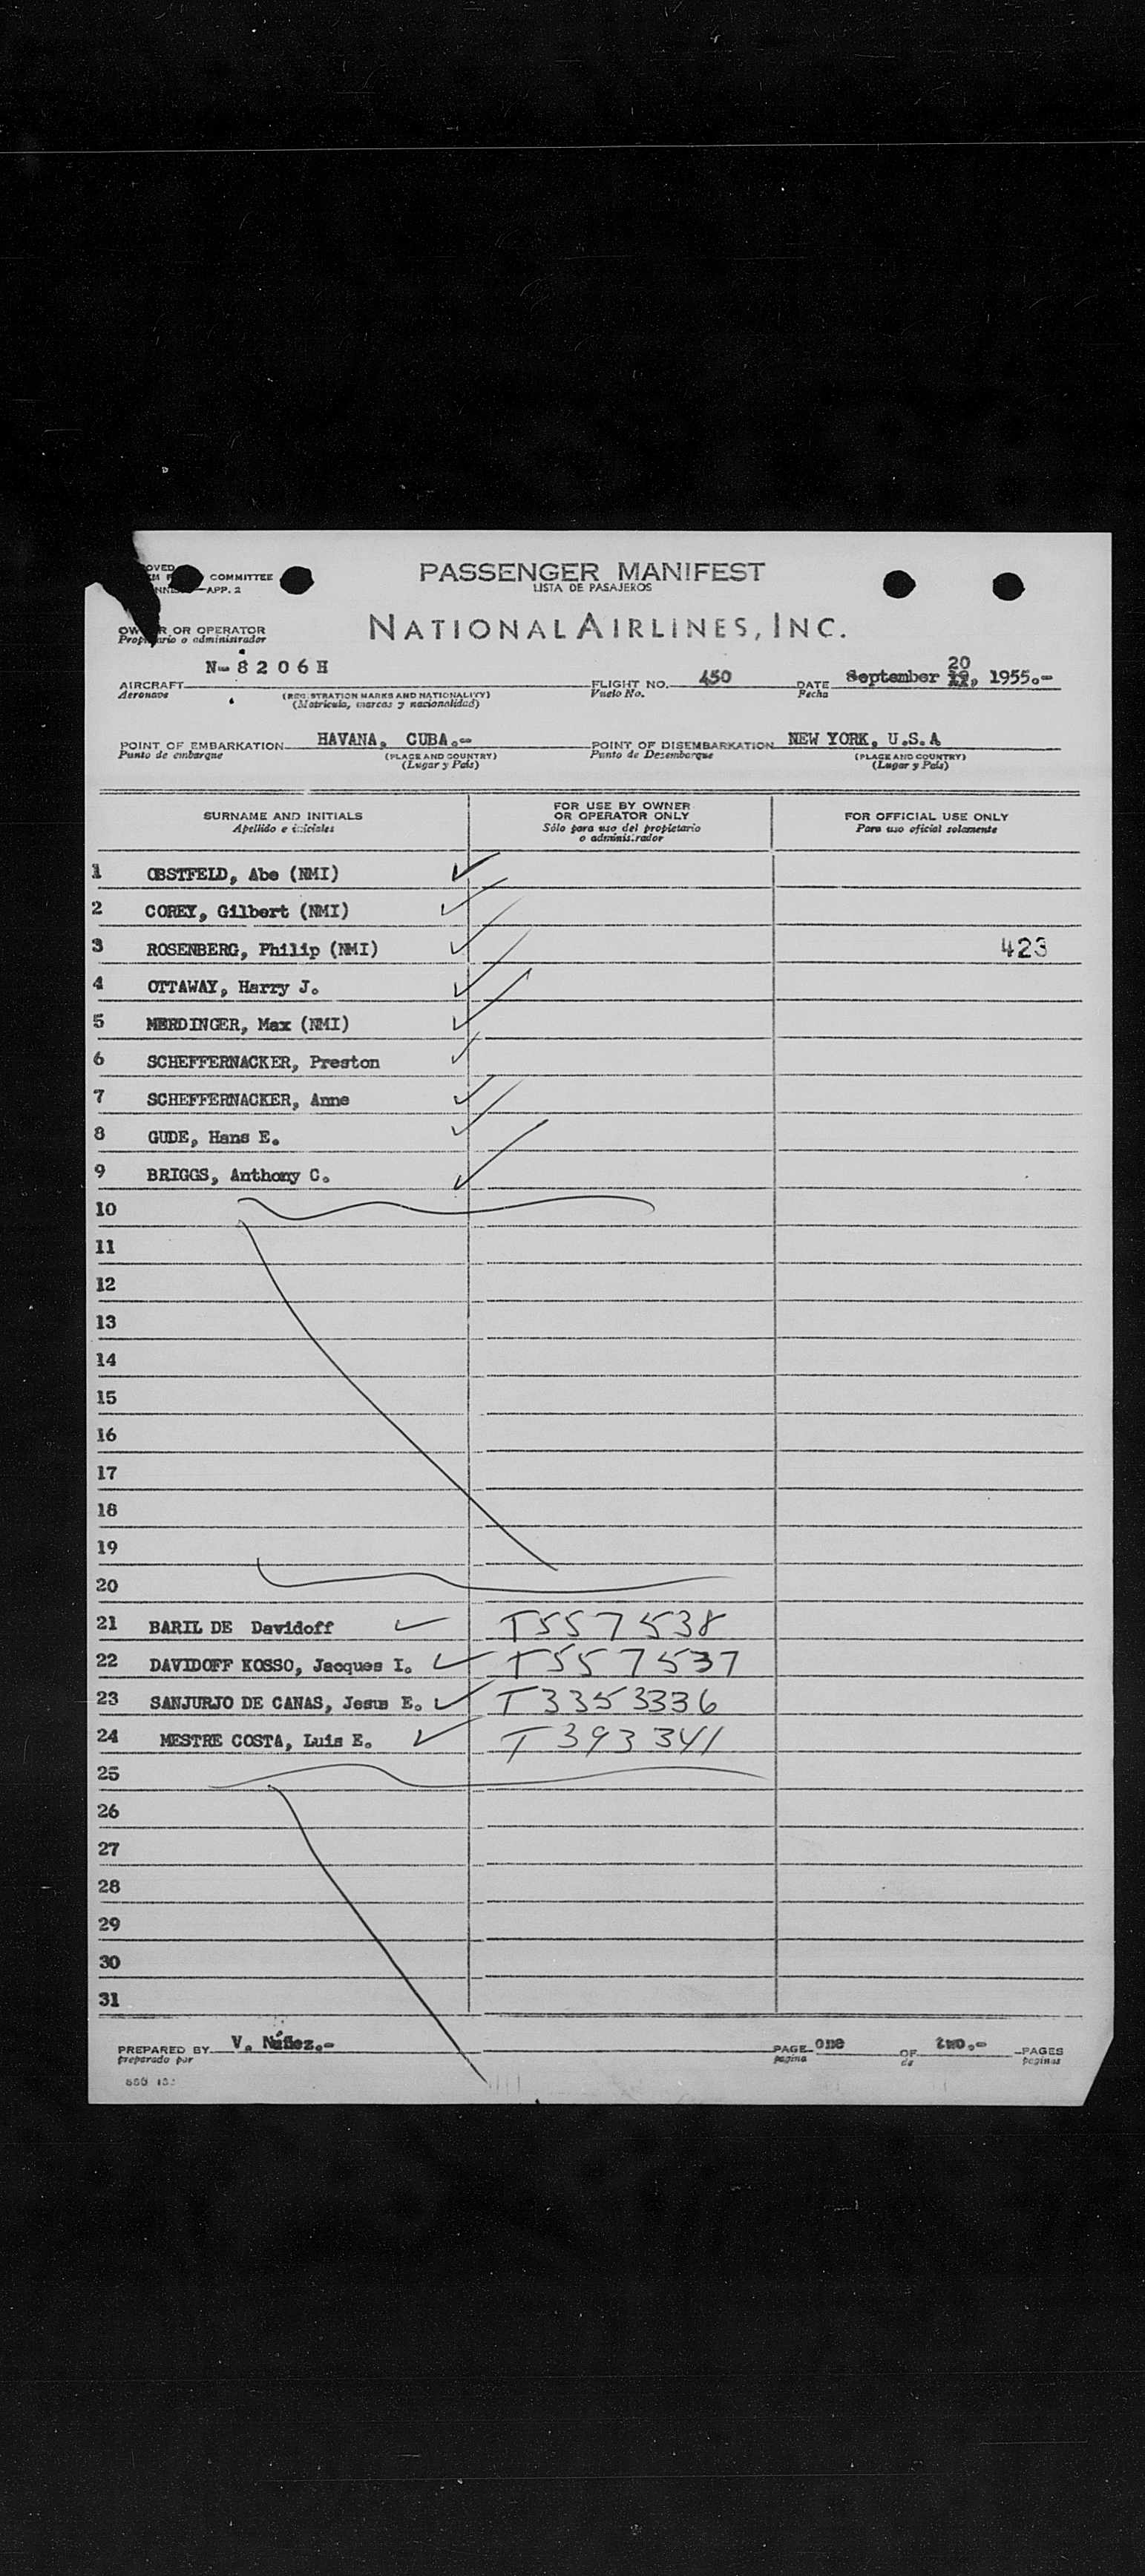 PASSENGER MANIFEST
LISTA DE PASAJEROS
COMMITTEE
APP. 2
OWNER OR OPERATOR
Propietario o administrador
NATIONAL AIRLINES, INC.
AIRCRAFT N-8206H FLIGHT NO. 450 DATE September 20, 1955.-
Aeronave (REGISTRATION MARKS AND NATIONALITY) Vuelo No. Fecha
(Matrícula, marcas y nacionalidad)
POINT OF EMBARKATION HAVANA, CUBA.- POINT OF DISEMBARKATION NEW YORK, U.S.A
Punto de embarque (PLACE AND COUNTRY) Punto de Desembarque (PLACE AND COUNTRY)
(Lugar y País) (Lugar y País)
SURNAME AND INITIALS
Apellido e iniciales
FOR USE BY OWNER
OR OPERATOR ONLY
Sólo para uso del propietario
o administrador
FOR OFFICIAL USE ONLY
Para uso oficial solamente
1 OBSTFELD, Abe (NMI)
2 COREY, Gilbert (NMI)
3 ROSENBERG, Philip (NMI) 423
4 OTTAWAY, Harry J.
5 MERDINGER, Max (NMI)
6 SCHEFFERNACKER, Preston
7 SCHEFFERNACKER, Anne
8 GUDE, Hans E.
9 BRIGGS, Anthony C.
10
11
12
13
14
15
16
17
18
19
20
21 BARIL DE Davidoff T557538
22 DAVIDOFF KOSSO, Jacques I. T557537
23 SANJURJO DE CANAS, Jesus E. T3353336
24 MESTRE COSTA, Luis E. T393341
25
26
27
28
29
30
31
PREPARED BY V. Núñez.- PAGE one OF two.- PAGES
preparado por pagina de paginas